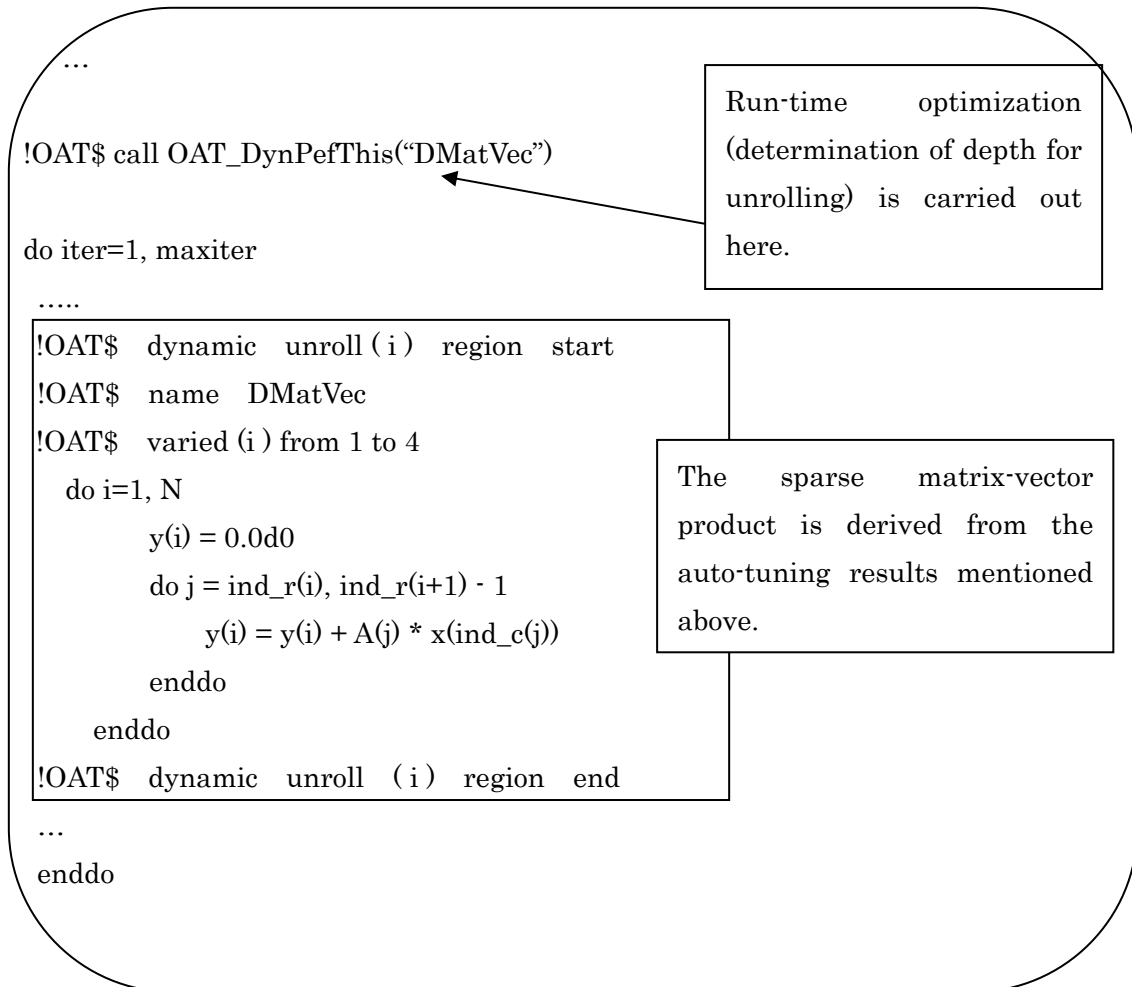 …
Run-time optimization
(determination of depth for
unrolling) is carried out
here.
!OAT$ call OAT_DynPefThis(“DMatVec”)
do iter=1, maxiter
…..
!OAT$ dynamic unroll ( i ) region start
!OAT$ name DMatVec
!OAT$ varied (i ) from 1 to 4
do i=1, N
y(i) = 0.0d0
do j = ind_r(i), ind_r(i+1) - 1
y(i) = y(i) + A(j) * x(ind_c(j))
enddo
enddo
!OAT$ dynamic unroll ( i ) region end
The sparse matrix-vector
product is derived from the
auto-tuning results mentioned
above.
…
enddo